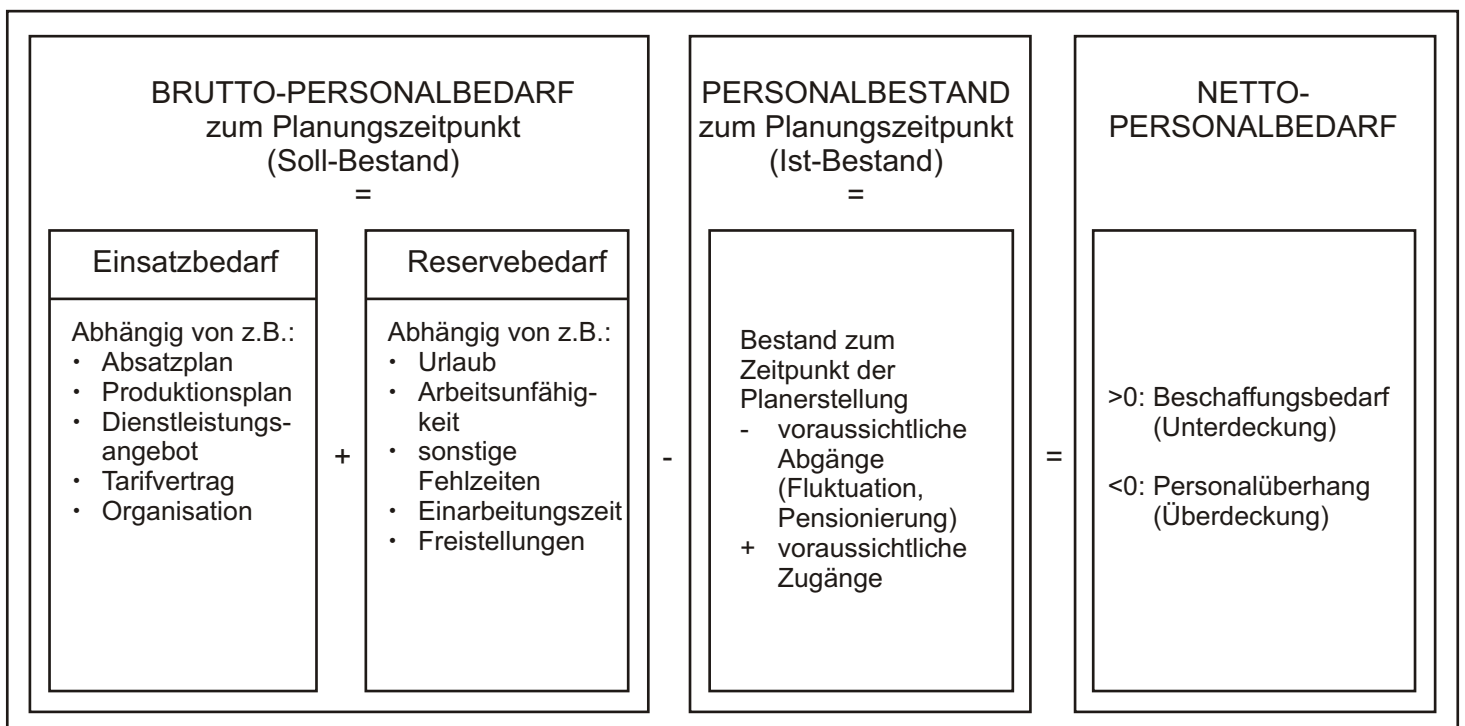 BRUTTO-PERSONALBEDARF
zum Planungszeitpunkt
(Soll-Bestand)
=
Einsatzbedarf
Abhängig von z.B.:
· Absatzplan
· Produktionsplan
· Dienstleistungs-
angebot
· Tarifvertrag
· Organisation
+
Reservebedarf
Abhängig von z.B.:
· Urlaub
· Arbeitsunfähig-
keit
· sonstige
Fehlzeiten
· Einarbeitungszeit
· Freistellungen
-
PERSONALBESTAND
zum Planungszeitpunkt
(Ist-Bestand)
=
Bestand zum
Zeitpunkt der
Planerstellung
- voraussichtliche
Abgänge
(Fluktuation,
Pensionierung)
+ voraussichtliche
Zugänge
=
NETTO-
PERSONALBEDARF
>0: Beschaffungsbedarf
(Unterdeckung)
<0: Personalüberhang
(Überdeckung)